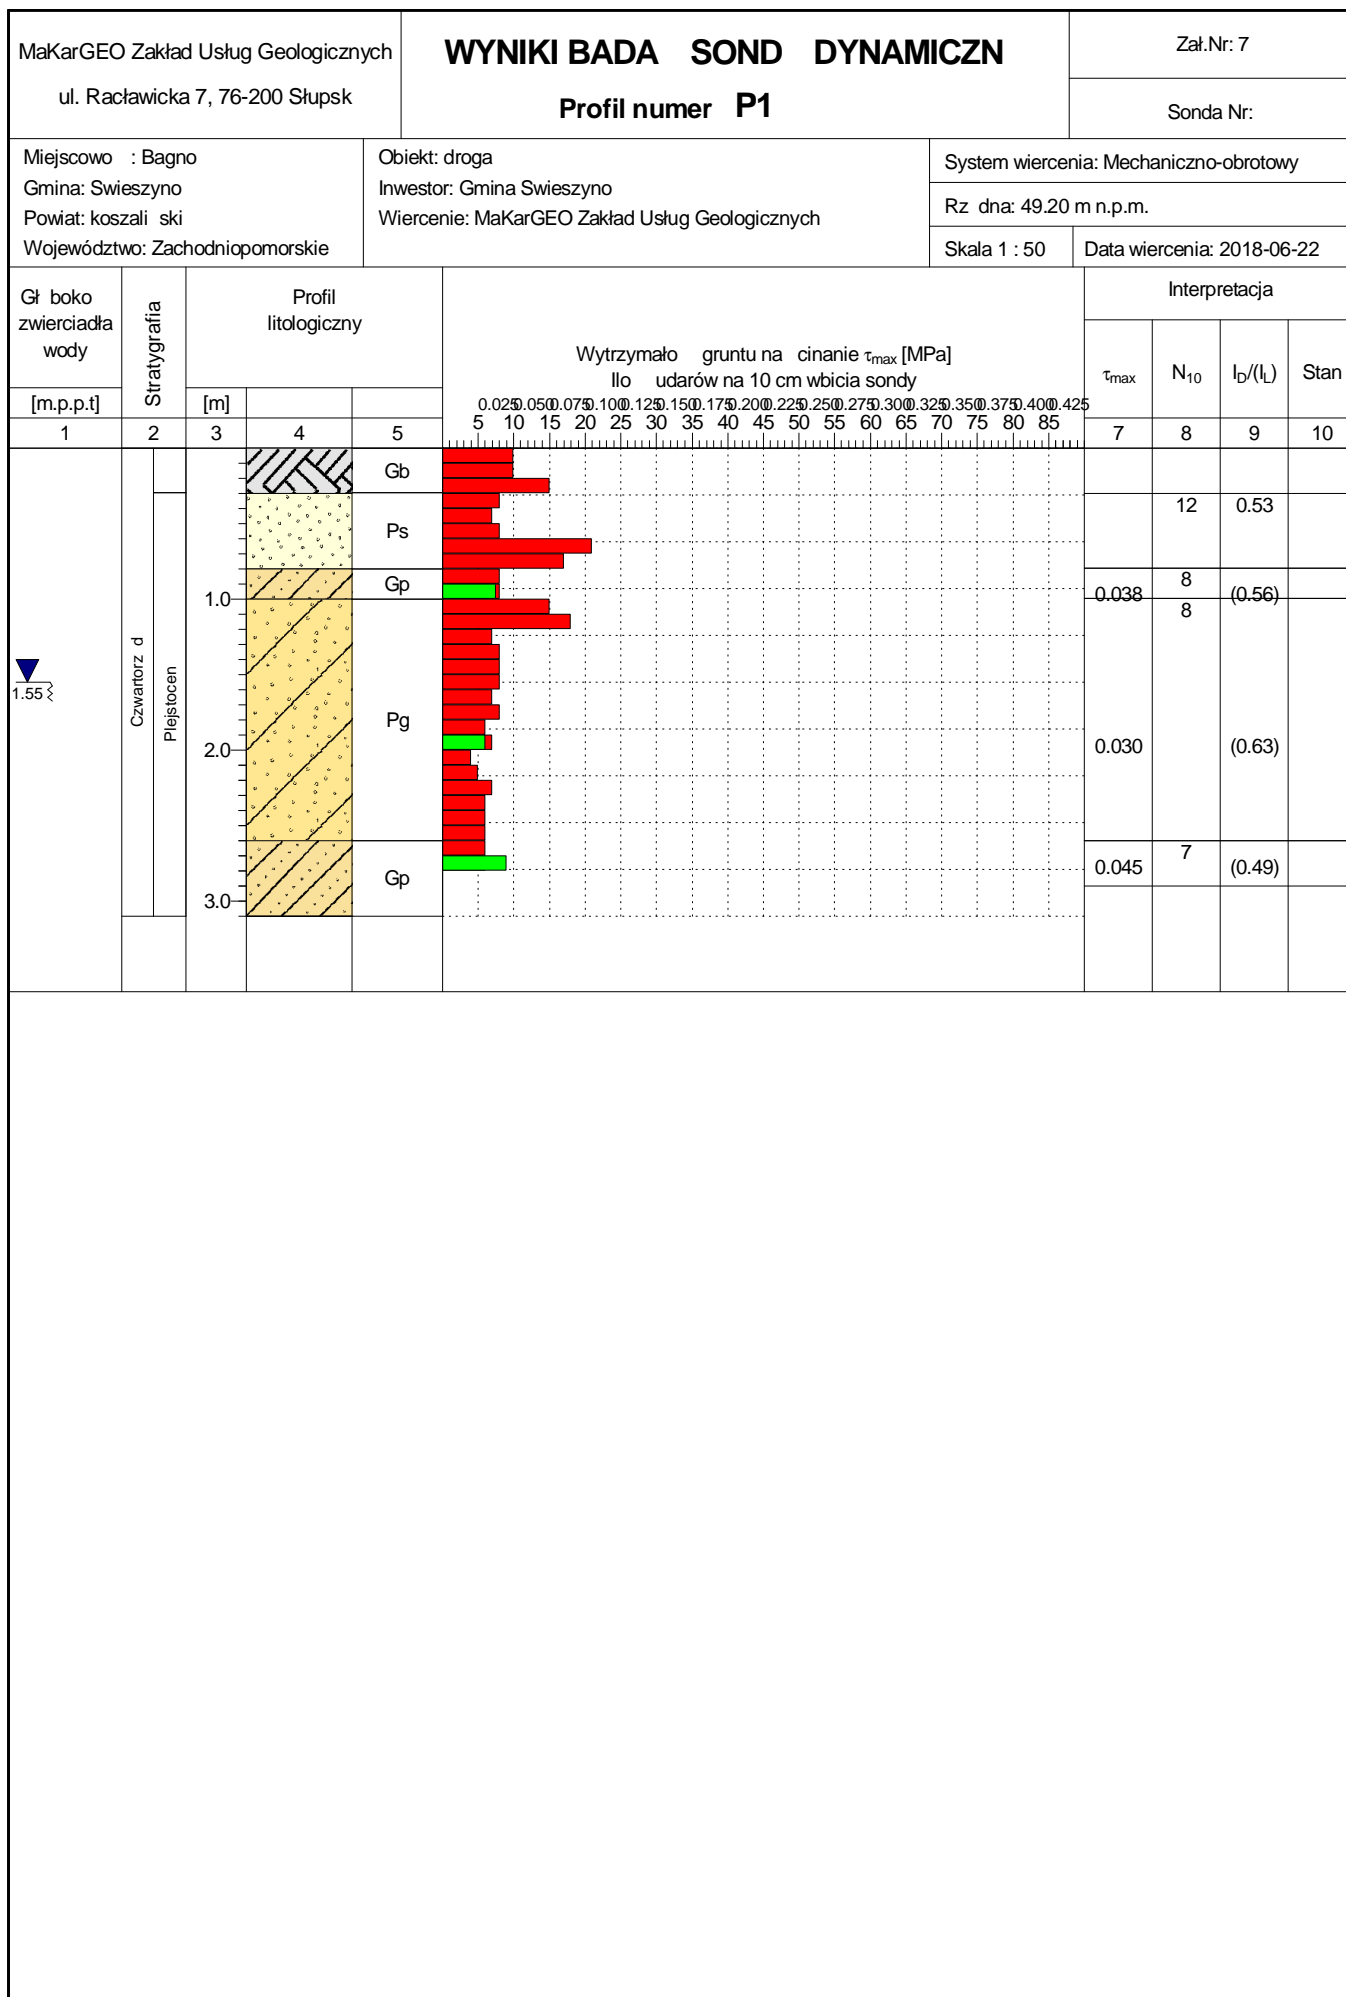 MaKarGEO Zakład Usług Geologicznych
ul. Racławicka 7, 76-200 Słupsk
WYNIKI BADA SOND DYNAMICZN
Profil numer P1
Zał.Nr: 7
Sonda Nr:
Miejscowo : Bagno
Gmina: Swieszyno
Powiat: koszali ski
Województwo: Zachodniopomorskie
Obiekt: droga
Inwestor: Gmina Swieszyno
Wiercenie: MaKarGEO Zakład Usług Geologicznych
System wiercenia: Mechaniczno-obrotowy
Rz dna: 49.20 m n.p.m.
Skala 1 : 50
Data wiercenia: 2018-06-22
Gł boko
zwierciadła
wody
[m.p.p.t]
Stratygrafia
Profil
litologiczny
[m]
Wytrzymało gruntu na cinanie τmax [MPa]
Ilo udarów na 10 cm wbicia sondy
0.025 0.050 0.075 0.100 0.125 0.150 0.175 0.200 0.225 0.250 0.275 0.300 0.325 0.350 0.375 0.400 0.425
5 10 15 20 25 30 35 40 45 50 55 60 65 70 75 80 85
Interpretacja
τmax N10 ID/(IL) Stan
1 2 3 4 5 7 8 9 10
Gb
Ps
12 0.53
Gp
8
0.038 (0.56)
1.0
8
Czwartorz d
Plejstocen
1.55
Pg
2.0
0.030 (0.63)
Gp
7
0.045 (0.49)
3.0